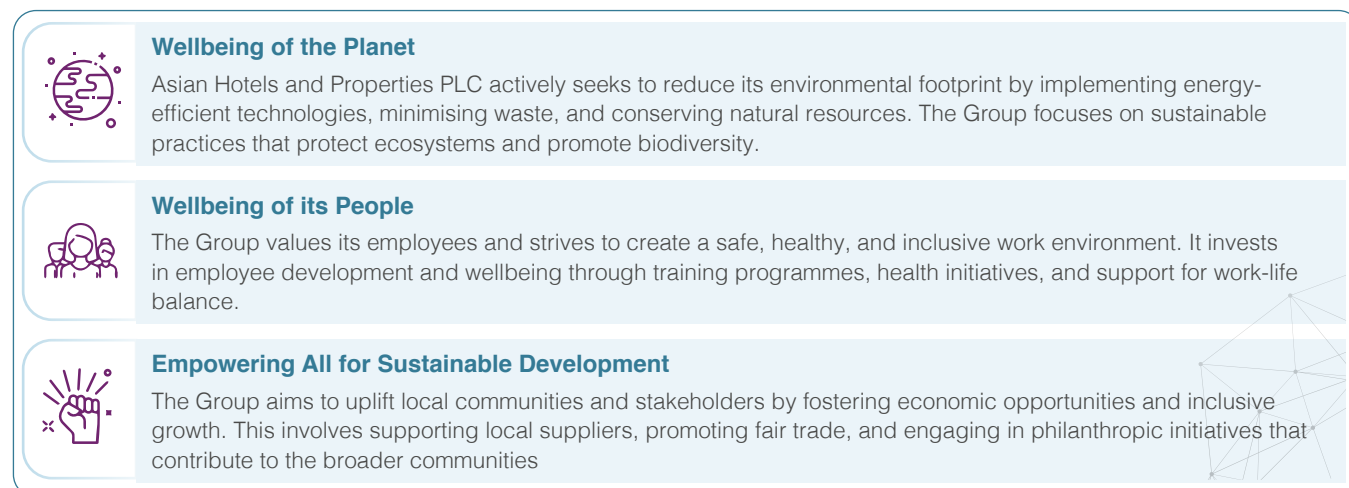 Wellbeing of the Planet
Asian Hotels and Properties PLC actively seeks to reduce its environmental footprint by implementing energy-
efficient technologies, minimising waste, and conserving natural resources. The Group focuses on sustainable
practices that protect ecosystems and promote biodiversity.
Wellbeing of its People
The Group values its employees and strives to create a safe, healthy, and inclusive work environment. It invests
in employee development and wellbeing through training programmes, health initiatives, and support for work-life
balance.
Empowering All for Sustainable Development
The Group aims to uplift local communities and stakeholders by fostering economic opportunities and inclusive
growth. This involves supporting local suppliers, promoting fair trade, and engaging in philanthropic initiatives that
contribute to the broader communities